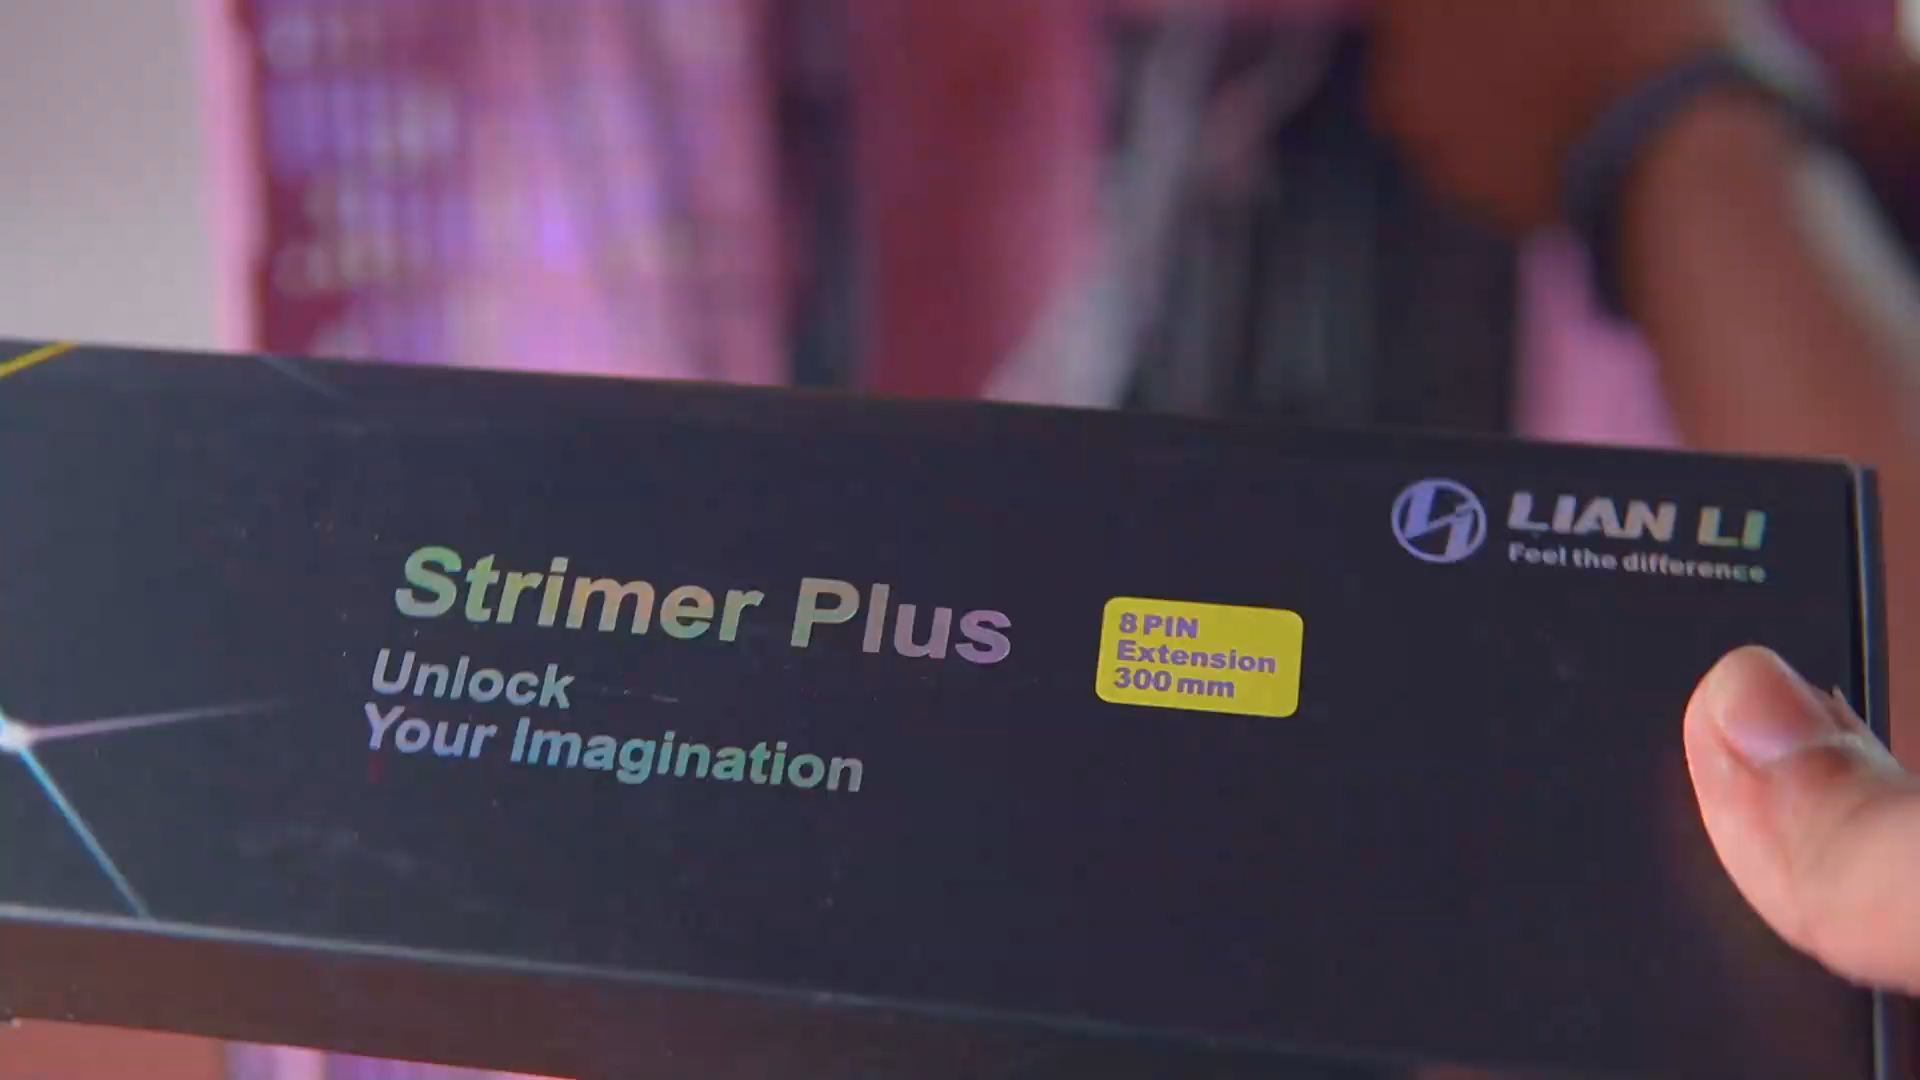 LIAN LI
Feel the difference
Strimer Plus
8 PIN
Extension
300 mm
Unlock
Your Imagination